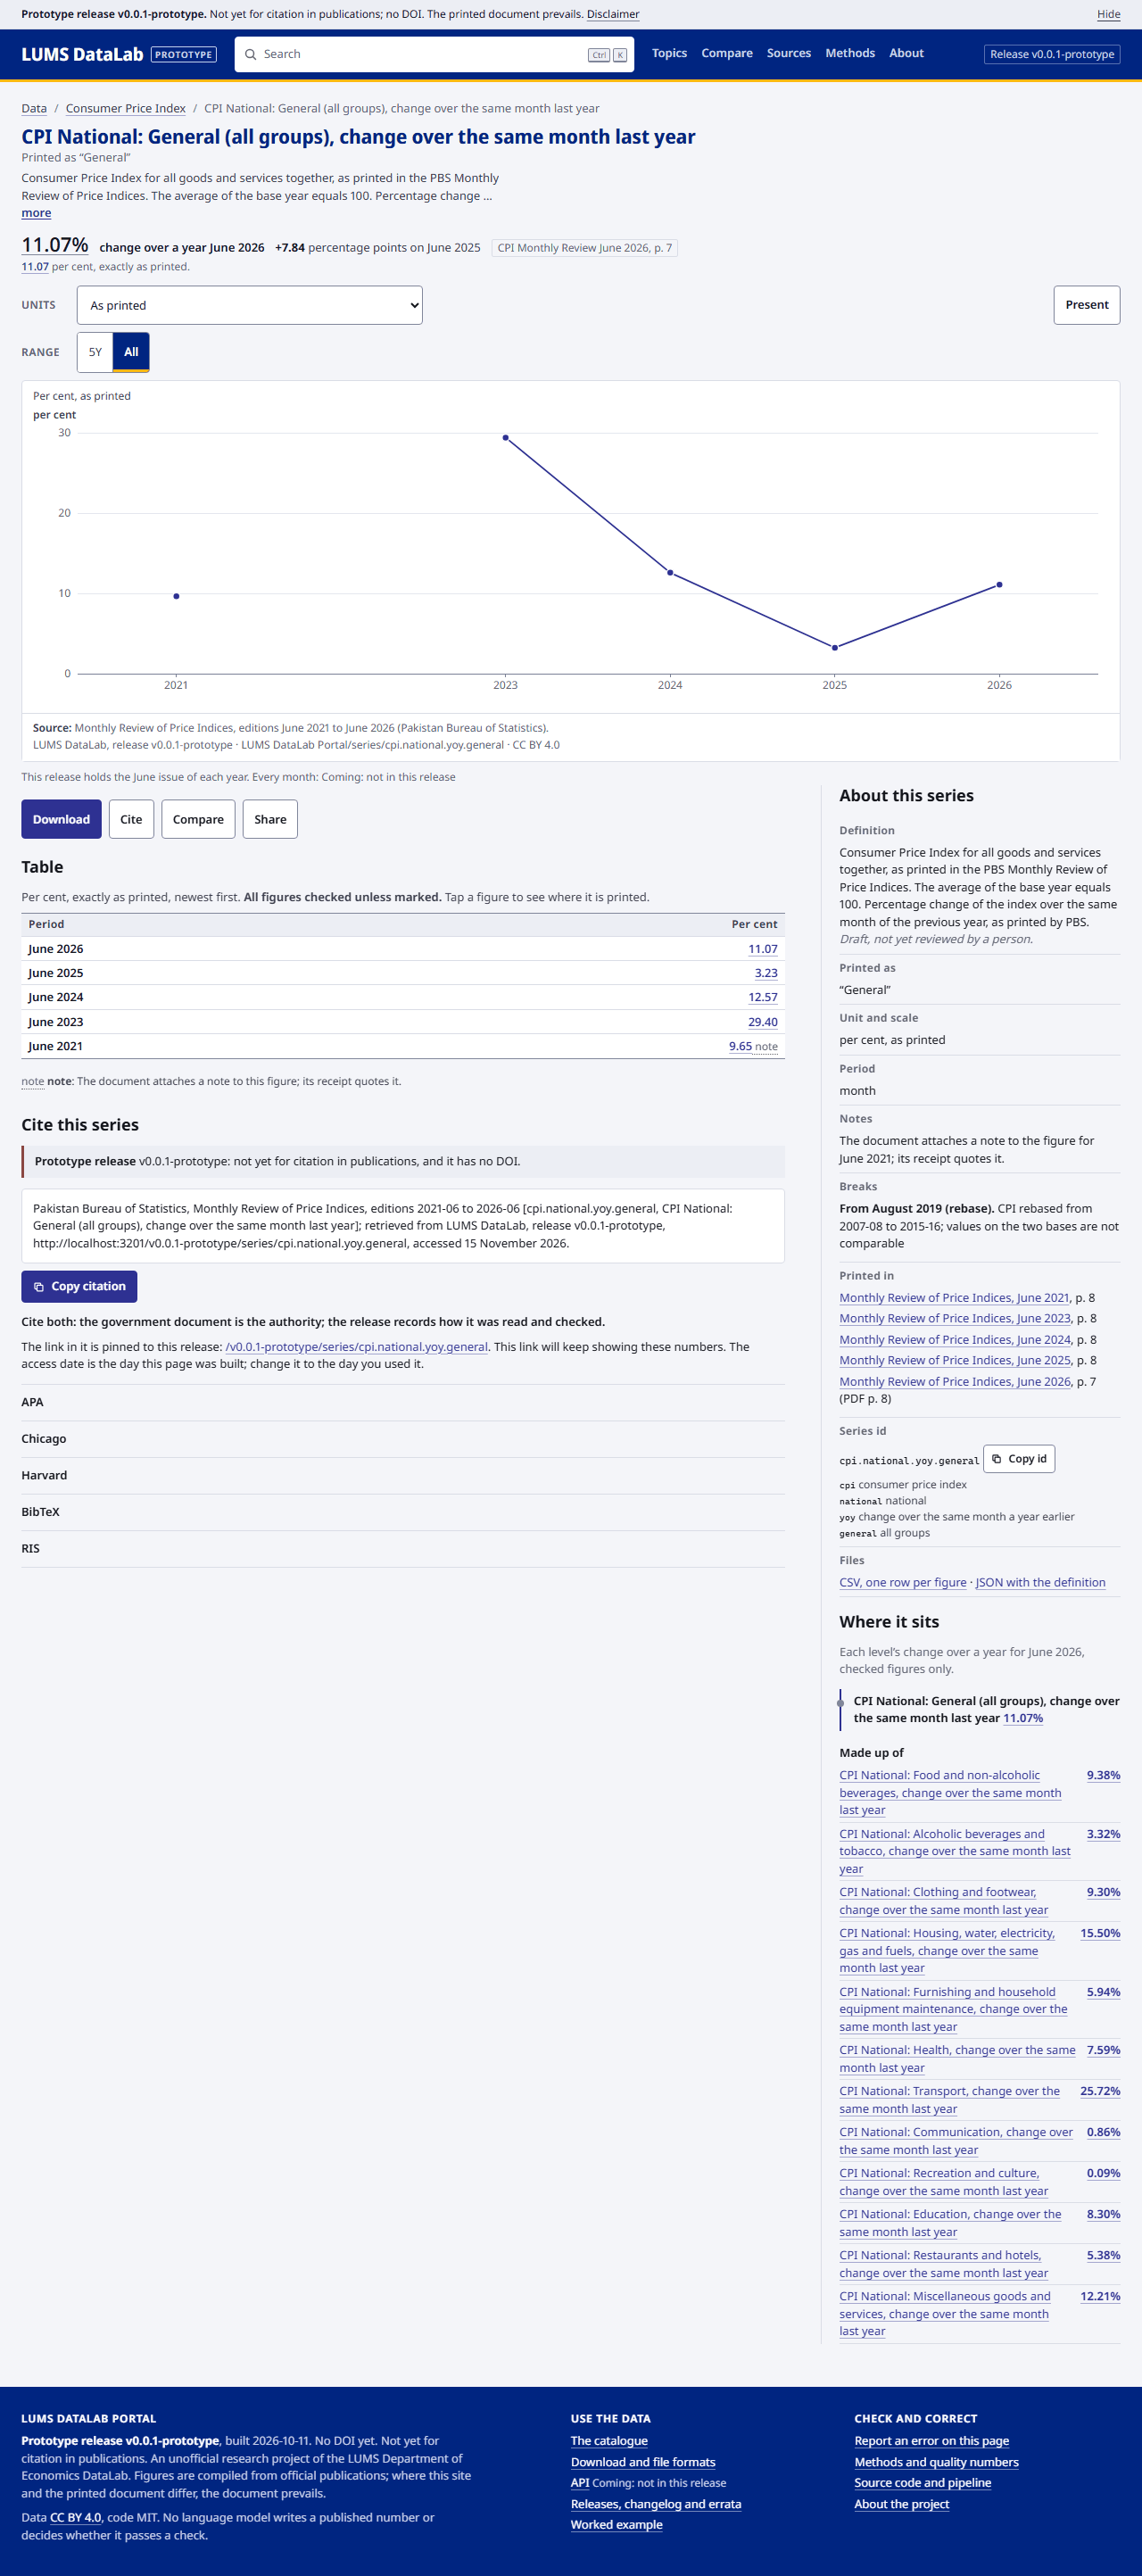 Prototype release v0.0.1-prototype. Not yet for citation in publications; no DOI. The printed document prevails. Disclaimer
Hide
LUMS DataLab PROTOTYPE
Search Ctrl K
Topics Compare Sources Methods About
Release v0.0.1-prototype
Data / Consumer Price Index / CPI National: General (all groups), change over the same month last year
CPI National: General (all groups), change over the same month last year
Printed as “General”
Consumer Price Index for all goods and services together, as printed in the PBS Monthly
Review of Price Indices. The average of the base year equals 100. Percentage change ...
more
11.07% change over a year June 2026 +7.84 percentage points on June 2025 CPI Monthly Review June 2026, p. 7
11.07 per cent, exactly as printed.
UNITS As printed
Present
RANGE 5Y All
Per cent, as printed
per cent
30
20
10
0
2021 2023 2024 2025 2026
Source: Monthly Review of Price Indices, editions June 2021 to June 2026 (Pakistan Bureau of Statistics).
LUMS DataLab, release v0.0.1-prototype · LUMS DataLab Portal/series/cpi.national.yoy.general · CC BY 4.0
This release holds the June issue of each year. Every month: Coming: not in this release
Download Cite Compare Share
Table
Per cent, exactly as printed, newest first. All figures checked unless marked. Tap a figure to see where it is printed.
Period Per cent
June 2026 11.07
June 2025 3.23
June 2024 12.57
June 2023 29.40
June 2021 9.65 note
note note: The document attaches a note to this figure; its receipt quotes it.
Cite this series
Prototype release v0.0.1-prototype: not yet for citation in publications, and it has no DOI.
Pakistan Bureau of Statistics, Monthly Review of Price Indices, editions 2021-06 to 2026-06 [cpi.national.yoy.general, CPI National:
General (all groups), change over the same month last year]; retrieved from LUMS DataLab, release v0.0.1-prototype,
http://localhost:3201/v0.0.1-prototype/series/cpi.national.yoy.general, accessed 15 November 2026.
Copy citation
Cite both: the government document is the authority; the release records how it was read and checked.
The link in it is pinned to this release: /v0.0.1-prototype/series/cpi.national.yoy.general. This link will keep showing these numbers. The
access date is the day this page was built; change it to the day you used it.
APA
Chicago
Harvard
BibTeX
RIS
About this series
Definition
Consumer Price Index for all goods and services
together, as printed in the PBS Monthly Review of
Price Indices. The average of the base year equals
100. Percentage change of the index over the same
month of the previous year, as printed by PBS.
Draft, not yet reviewed by a person.
Printed as
“General”
Unit and scale
per cent, as printed
Period
month
Notes
The document attaches a note to the figure for
June 2021; its receipt quotes it.
Breaks
From August 2019 (rebase). CPI rebased from
2007-08 to 2015-16; values on the two bases are not
comparable
Printed in
Monthly Review of Price Indices, June 2021, p. 8
Monthly Review of Price Indices, June 2023, p. 8
Monthly Review of Price Indices, June 2024, p. 8
Monthly Review of Price Indices, June 2025, p. 8
Monthly Review of Price Indices, June 2026, p. 7
(PDF p. 8)
Series id
cpi.national.yoy.general Copy id
cpi consumer price index
national national
yoy change over the same month a year earlier
general all groups
Files
CSV, one row per figure · JSON with the definition
Where it sits
Each level’s change over a year for June 2026,
checked figures only.
CPI National: General (all groups), change over
the same month last year 11.07%
Made up of
CPI National: Food and non-alcoholic 9.38%
beverages, change over the same month
last year
CPI National: Alcoholic beverages and 3.32%
tobacco, change over the same month last
year
CPI National: Clothing and footwear, 9.30%
change over the same month last year
CPI National: Housing, water, electricity, 15.50%
gas and fuels, change over the same
month last year
CPI National: Furnishing and household 5.94%
equipment maintenance, change over the
same month last year
CPI National: Health, change over the same 7.59%
month last year
CPI National: Transport, change over the 25.72%
same month last year
CPI National: Communication, change over 0.86%
the same month last year
CPI National: Recreation and culture, 0.09%
change over the same month last year
CPI National: Education, change over the 8.30%
same month last year
CPI National: Restaurants and hotels, 5.38%
change over the same month last year
CPI National: Miscellaneous goods and 12.21%
services, change over the same month
last year
LUMS DATALAB PORTAL
Prototype release v0.0.1-prototype, built 2026-10-11. No DOI yet. Not yet for
citation in publications. An unofficial research project of the LUMS Department of
Economics DataLab. Figures are compiled from official publications; where this site
and the printed document differ, the document prevails.
Data CC BY 4.0, code MIT. No language model writes a published number or
decides whether it passes a check.
USE THE DATA
The catalogue
Download and file formats
API Coming: not in this release
Releases, changelog and errata
Worked example
CHECK AND CORRECT
Report an error on this page
Methods and quality numbers
Source code and pipeline
About the project